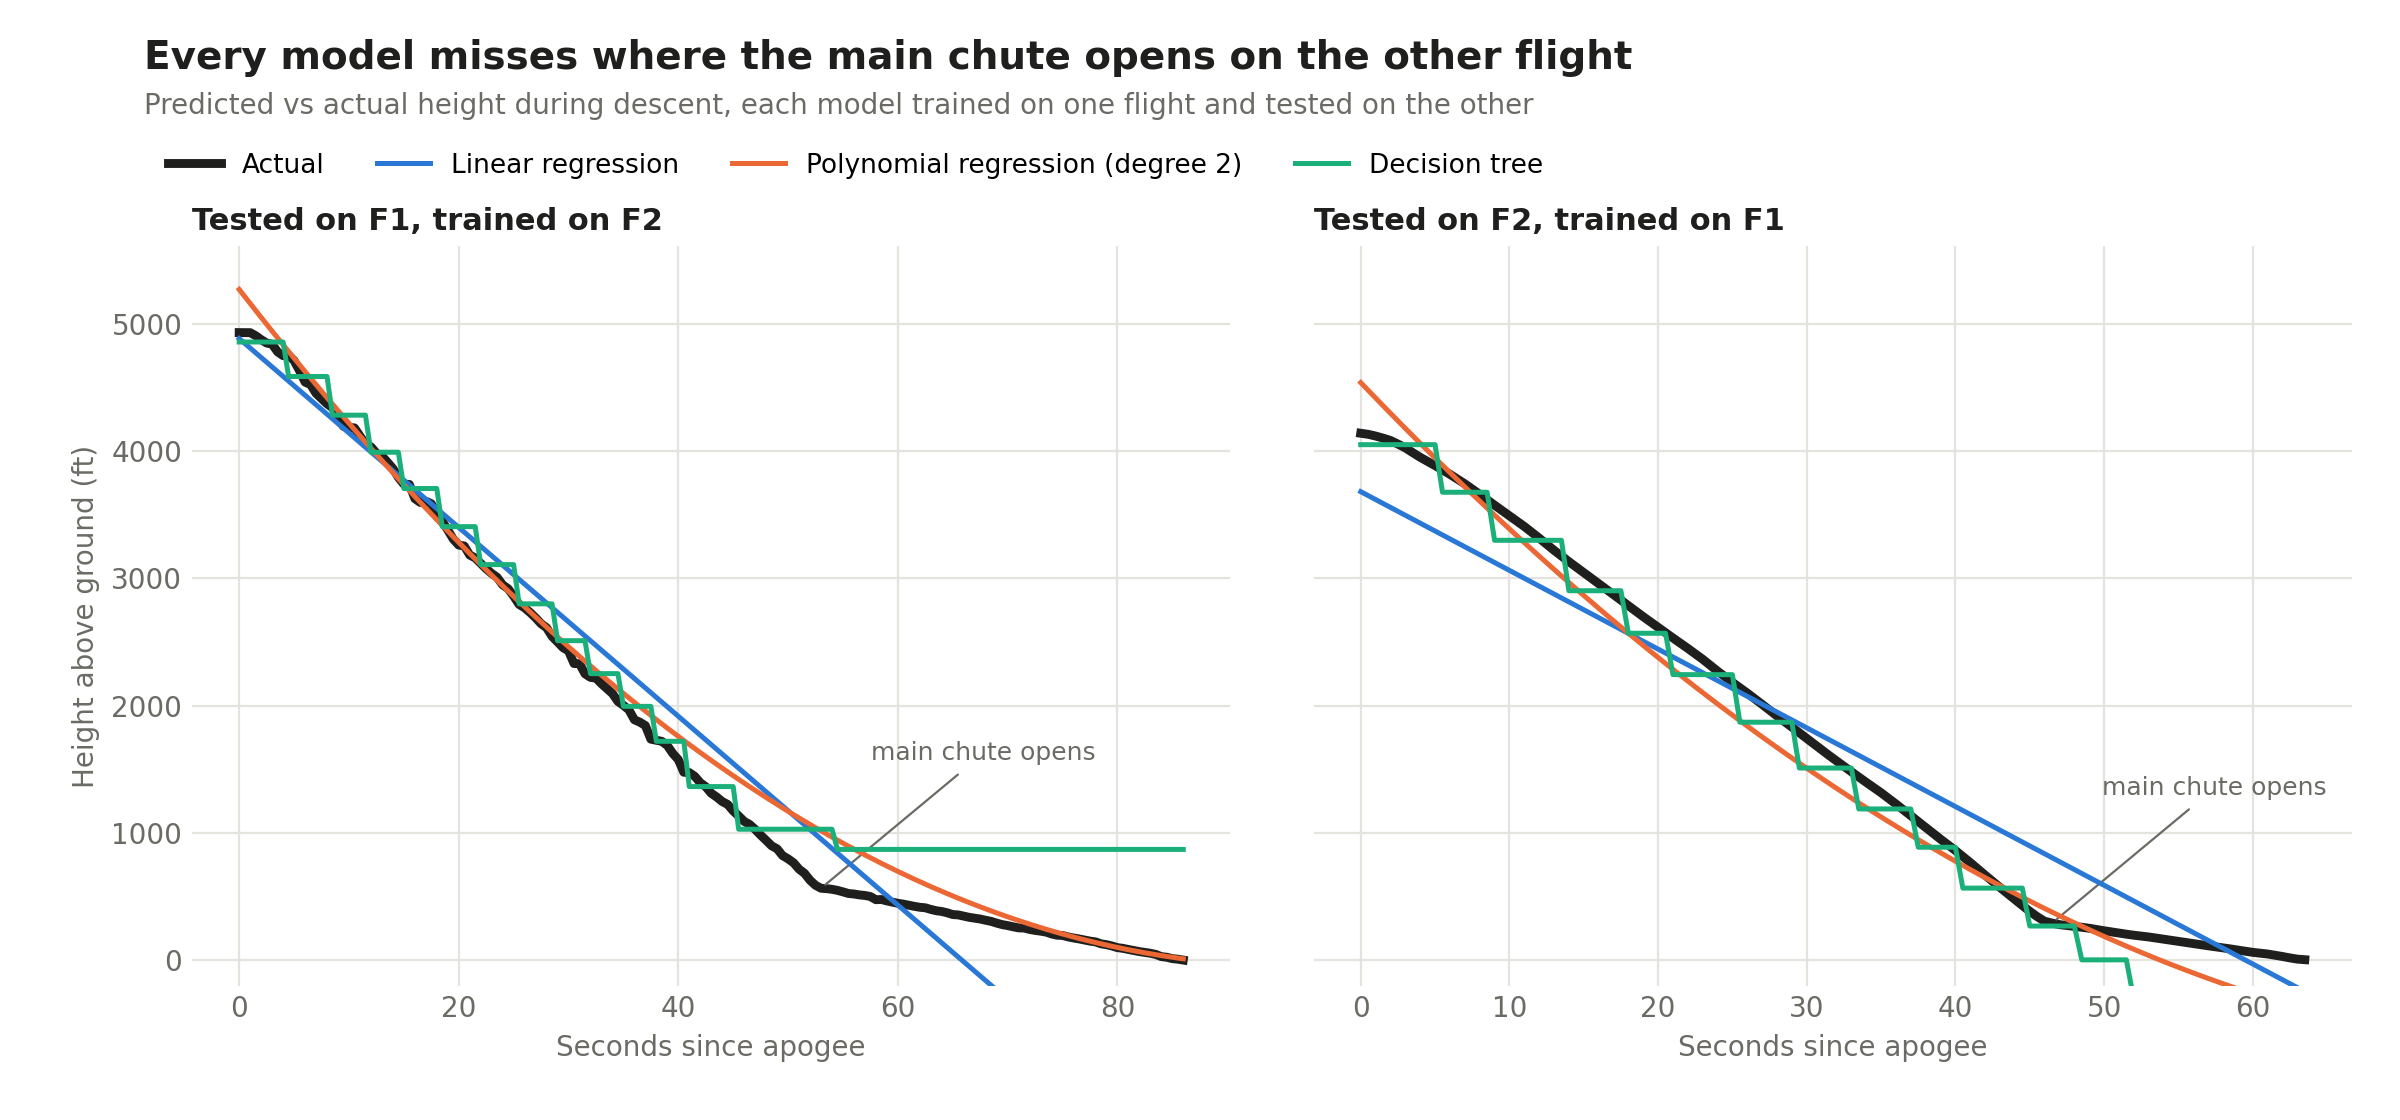 Every model misses where the main chute opens on the other flight
Predicted vs actual height during descent, each model trained on one flight and tested on the other
Actual Linear regression Polynomial regression (degree 2) Decision tree
Tested on F1, trained on F2
5000
4000
3000
2000
1000
0
Height above ground (ft)
main chute opens
0 20 40 60 80
Seconds since apogee
Tested on F2, trained on F1
main chute opens
0 10 20 30 40 50 60
Seconds since apogee